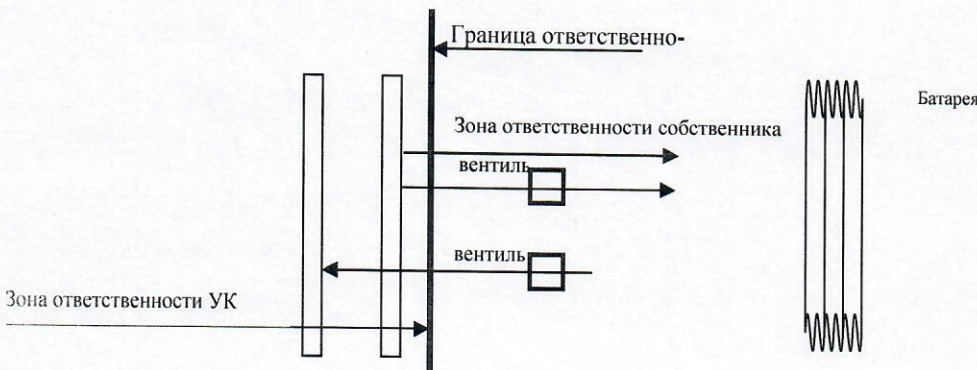 Граница ответственно-
Батарея
Зона ответственности собственника
вентиль
вентиль
Зона ответственности УК